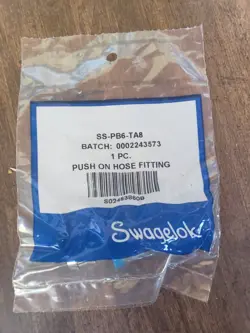 SS-PB6-TA8
BATCH: 0002243573
1 PC.
PUSH ON HOSE FITTING
Swagelok